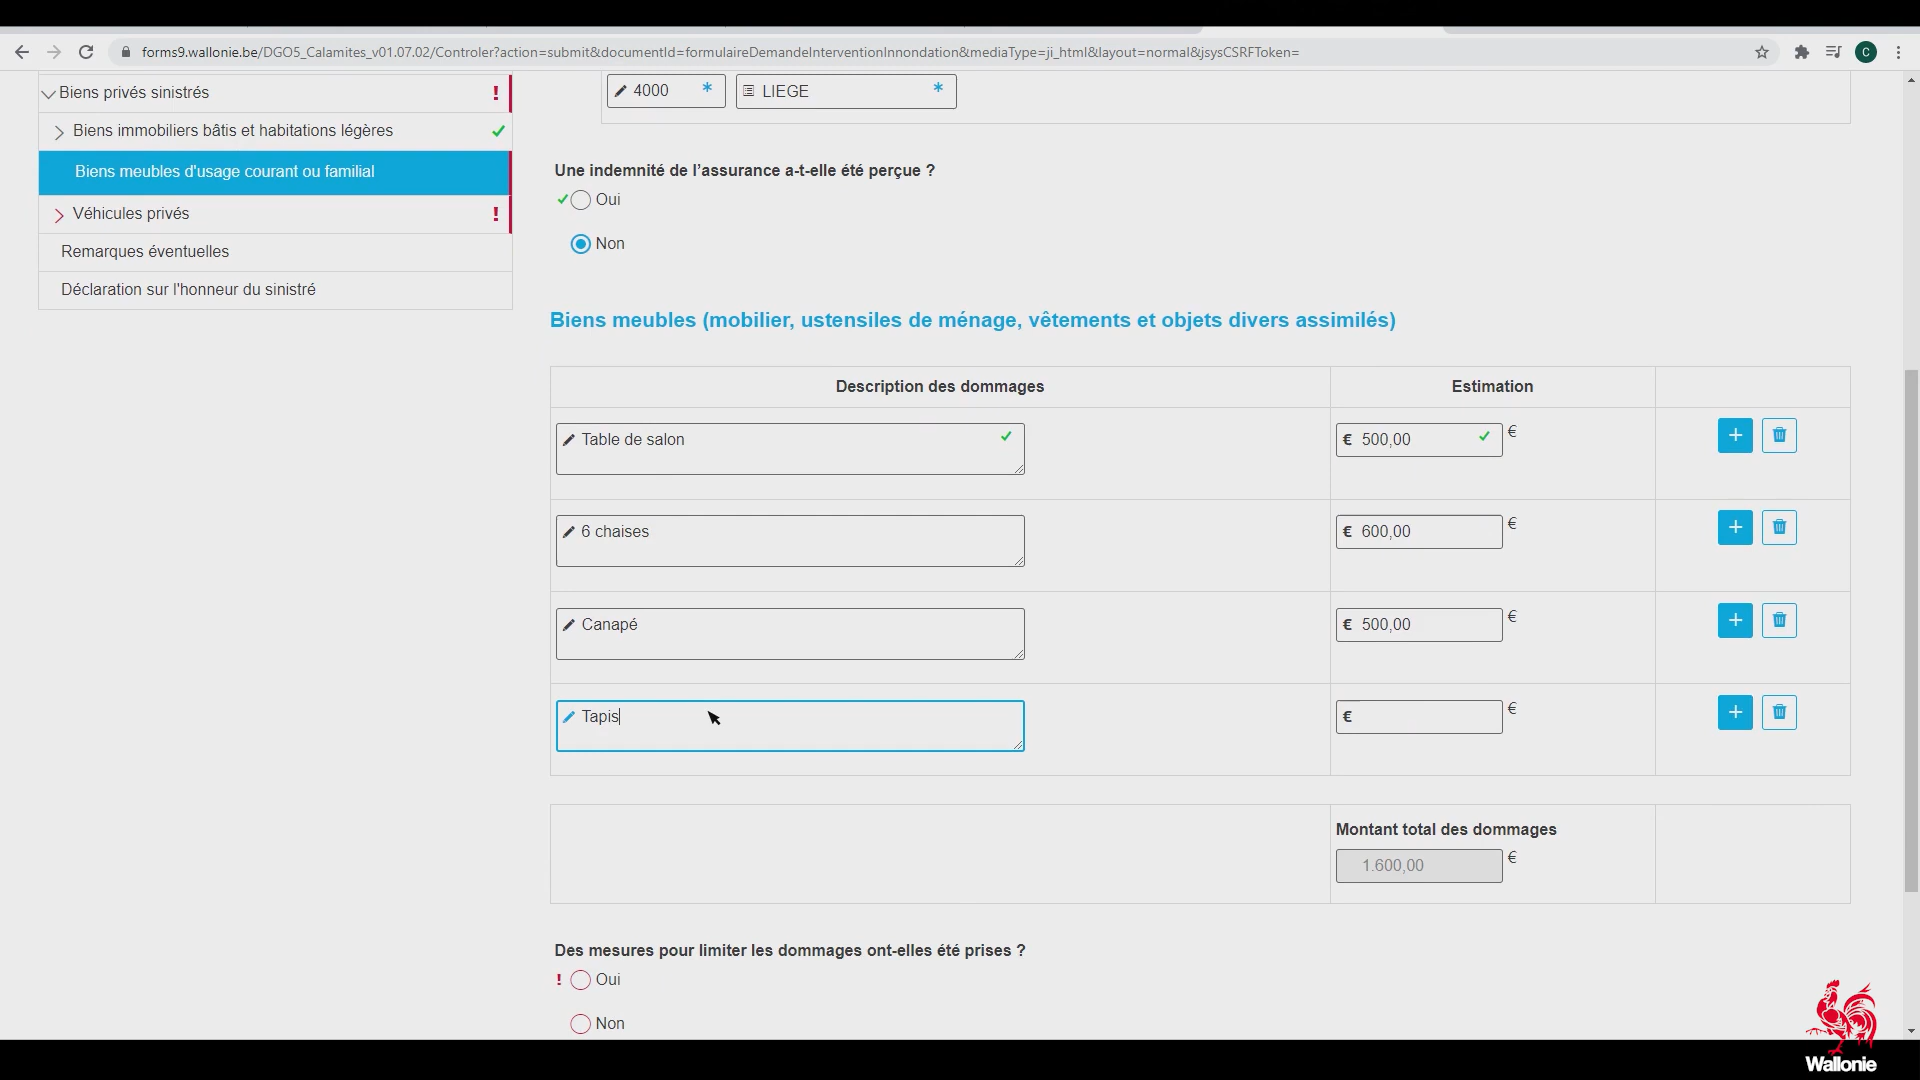 forms9.wallonie.be/DGO5_Calamites_v01.07.02/Controler?action=submit&documentId=formulaireDemandeInterventionInnondation&mediaType=ji_html&layout=normal&jsysCSRFToken=
C
Biens privés sinistrés !
Biens immobiliers bâtis et habitations légères
Biens meubles d'usage courant ou familial
Véhicules privés !
Remarques éventuelles
Déclaration sur l'honneur du sinistré
4000 * LIEGE *
Une indemnité de l’assurance a-t-elle été perçue ?
Oui
Non
Biens meubles (mobilier, ustensiles de ménage, vêtements et objets divers assimilés)
Description des dommages Estimation
Table de salon € 500,00 €
6 chaises € 600,00 €
Canapé € 500,00 €
Tapis € €
Montant total des dommages
1.600,00 €
Des mesures pour limiter les dommages ont-elles été prises ?
! Oui
Non
Wallonie